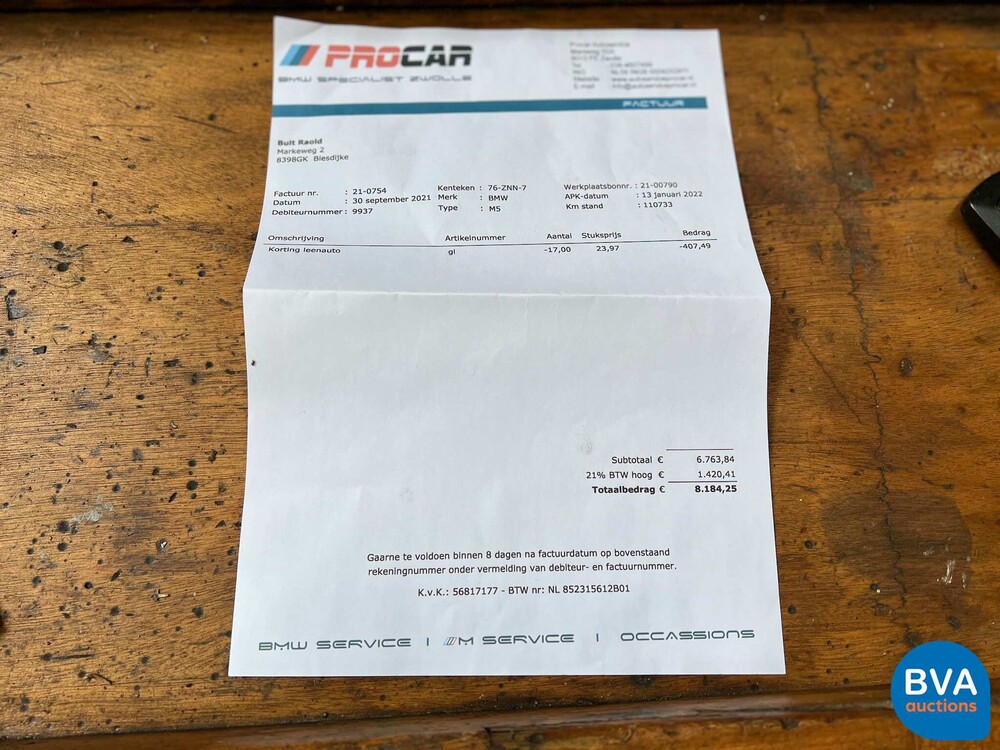 PROCAR
BMW SPECIALIST ZWOLLE
Procar Autoservice
Website
E-mail
FACTUUR
Bult Raold
Markeweg 2
8398GK Blesdijke
Factuur nr. : 21-0754 Kenteken : 76-ZNN-7 Werkplaatsbonnr. : 21-00790
Datum : 30 september 2021 Merk : BMW APK-datum : 13 januari 2022
Debiteurnummer : 9937 Type : M5 Km stand : 110733
Omschrijving Artikelnummer Aantal Stuksprijs Bedrag
Korting leenauto gl -17,00 23,97 -407,49
Subtotaal € 6.763,84
21% BTW hoog € 1.420,41
Totaalbedrag € 8.184,25
Gaarne te voldoen binnen 8 dagen na factuurdatum op bovenstaand
rekeningnummer onder vermelding van debiteur- en factuurnummer.
K.v.K.: 56817177 - BTW nr: NL 852315612B01
BMW SERVICE | M SERVICE | OCCASSIONS
BVA
auctions